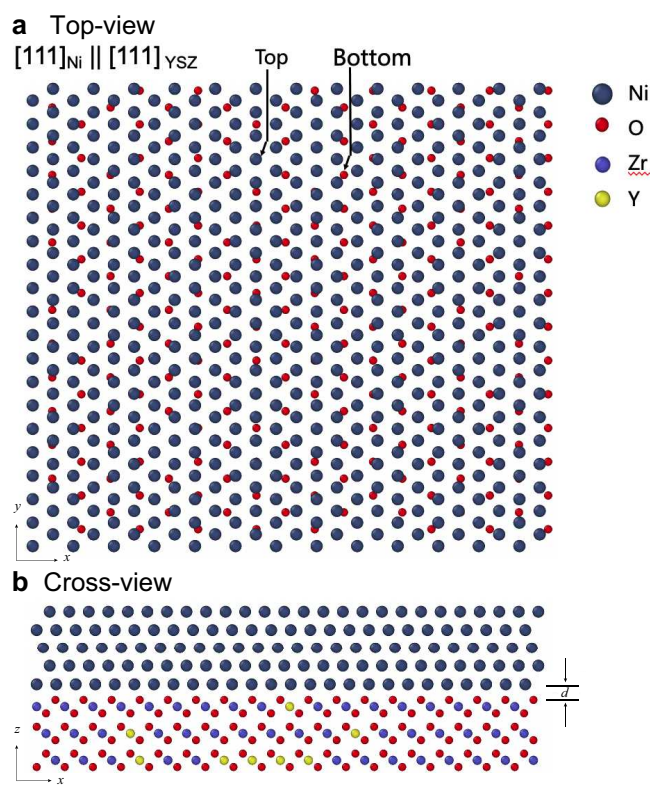 a Top-view
[111]Ni || [111] YSZ
Top
Bottom
Ni
O
Zr
Y
y
x
b Cross-view
d
z
x